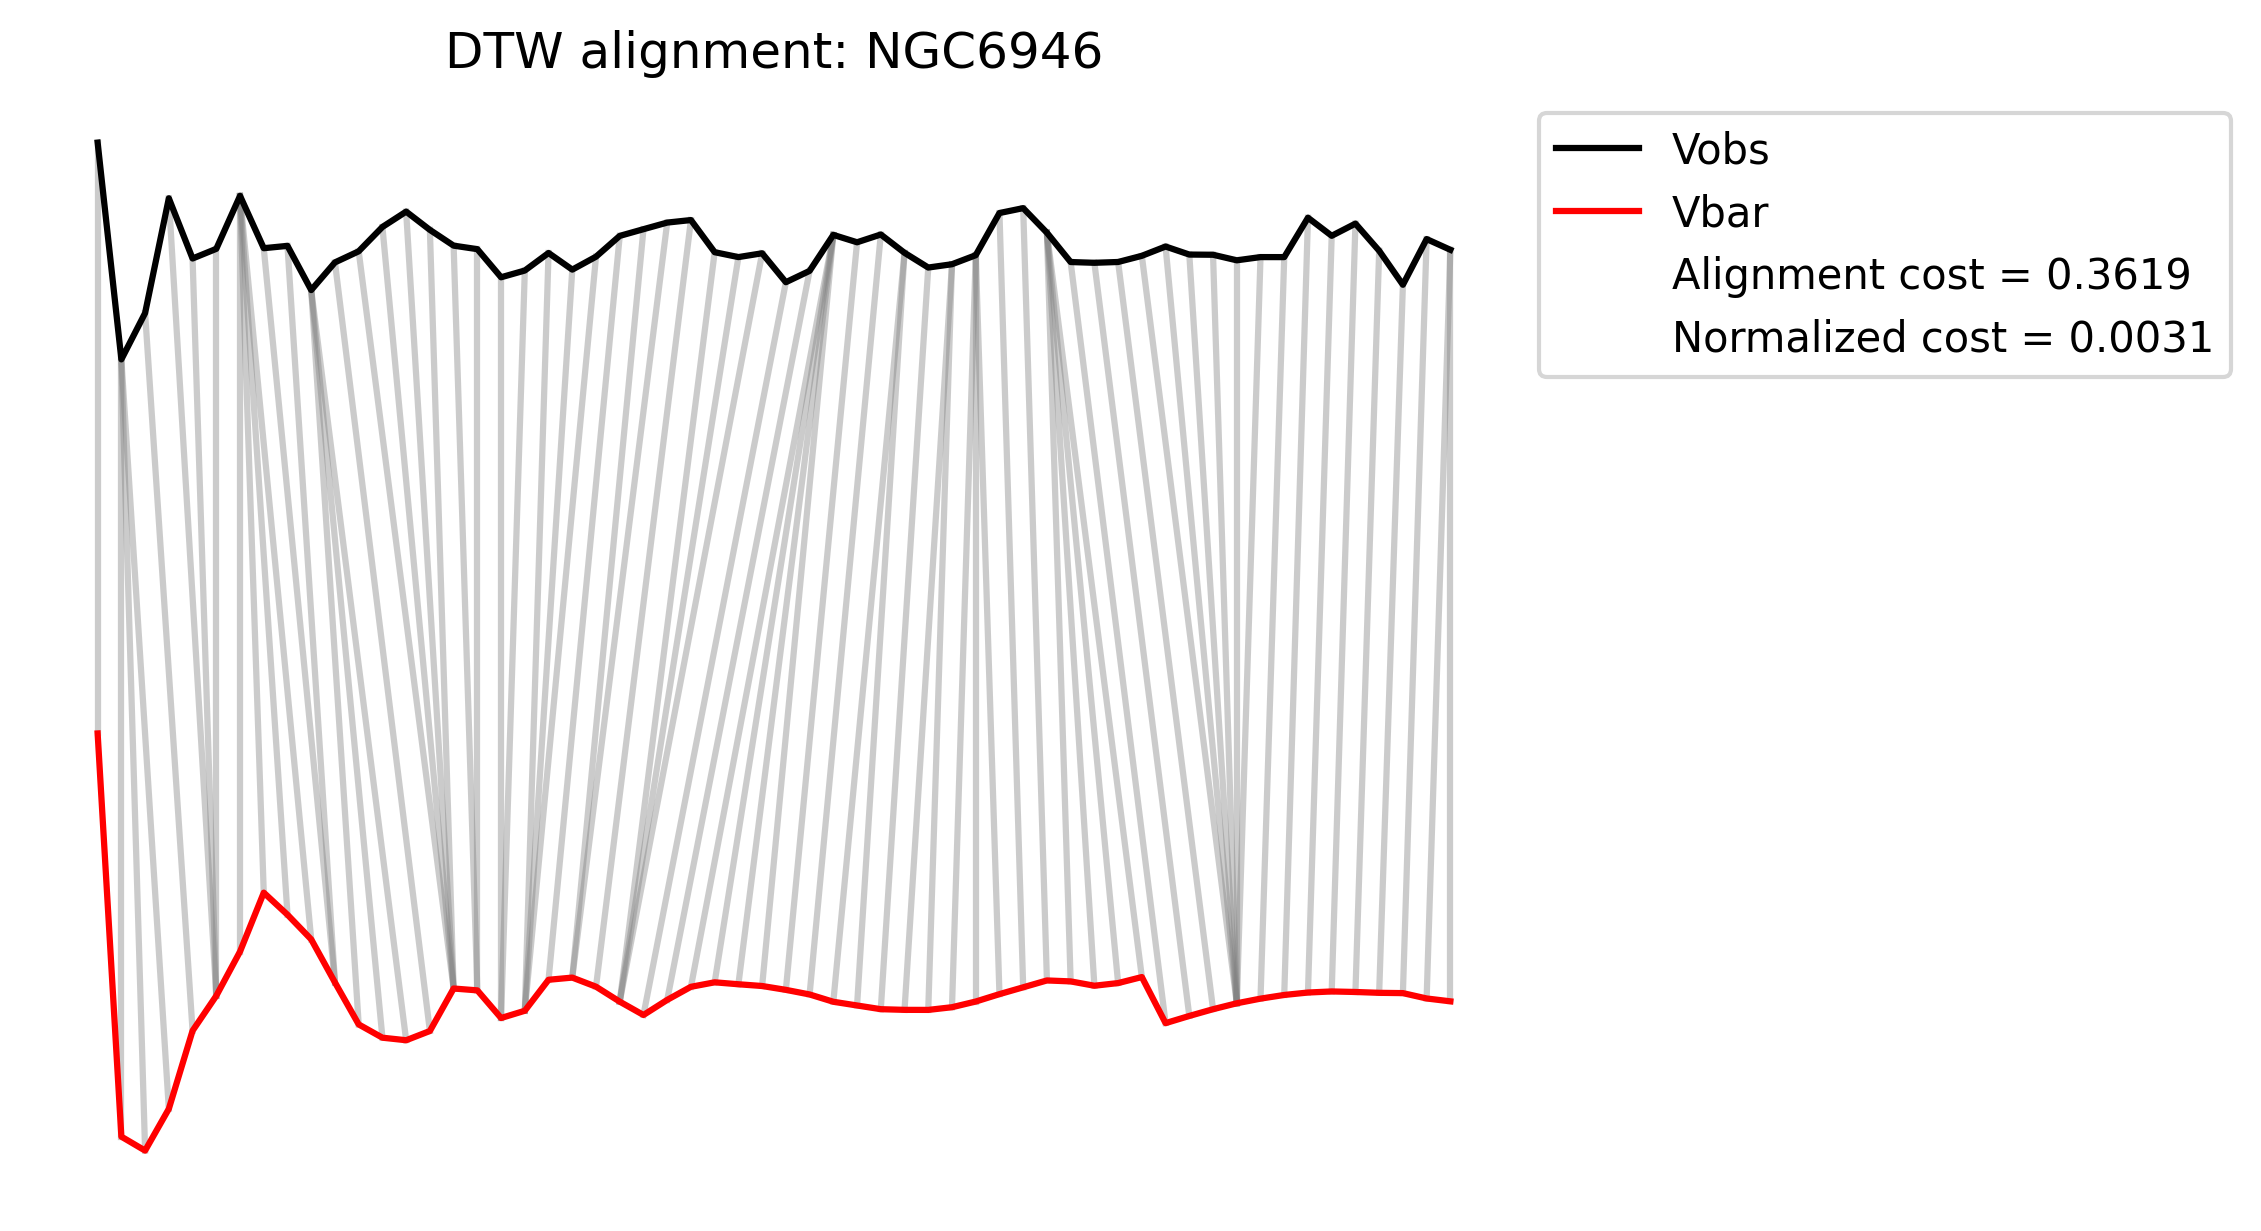 DTW alignment: NGC6946
Vobs
Vbar
Alignment cost = 0.3619
Normalized cost = 0.0031